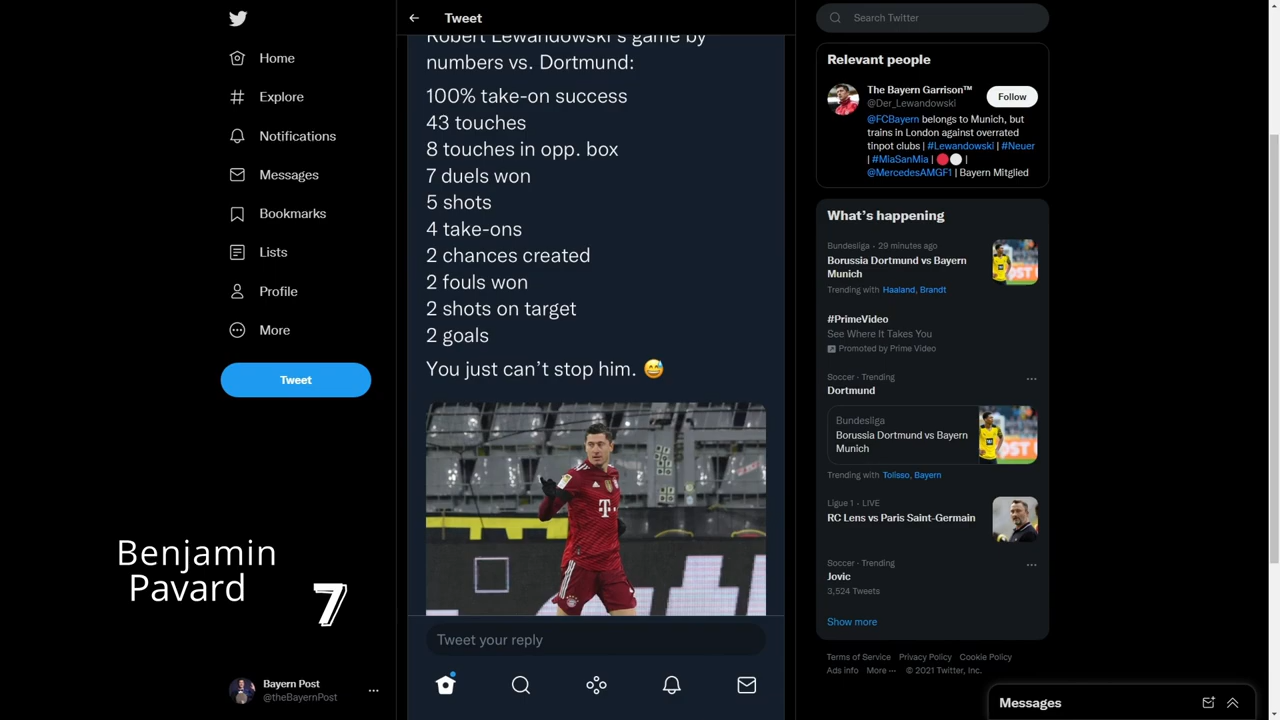 Home
Explore
Notifications
Messages
Bookmarks
Lists
Profile
More
Tweet
Benjamin
Pavard
7
Bayern Post
@theBayernPost
Tweet
Robert Lewandowski's game by
numbers vs. Dortmund:
100% take-on success
43 touches
8 touches in opp. box
7 duels won
5 shots
4 take-ons
2 chances created
2 fouls won
2 shots on target
2 goals
You just can't stop him. 😅
T
Tweet your reply
Search Twitter
Relevant people
The Bayern Garrison™
@Der_Lewandowski
Follow
@FCBayern belongs to Munich, but
trains in London against overrated
tinpot clubs | #Lewandowski | #Neuer
| #MiaSanMia | 🔴⚪ |
@MercedesAMGF1 | Bayern Mitglied
What's happening
Bundesliga · 29 minutes ago
Borussia Dortmund vs Bayern
Munich
Trending with Haaland, Brandt
#PrimeVideo
See Where It Takes You
Promoted by Prime Video
Soccer · Trending
Dortmund
Bundesliga
Borussia Dortmund vs Bayern
Munich
Trending with Tolisso, Bayern
Ligue 1 · LIVE
RC Lens vs Paris Saint-Germain
Soccer · Trending
Jovic
3,524 Tweets
Show more
Terms of Service Privacy Policy Cookie Policy
Ads info More ··· © 2021 Twitter, Inc.
Messages